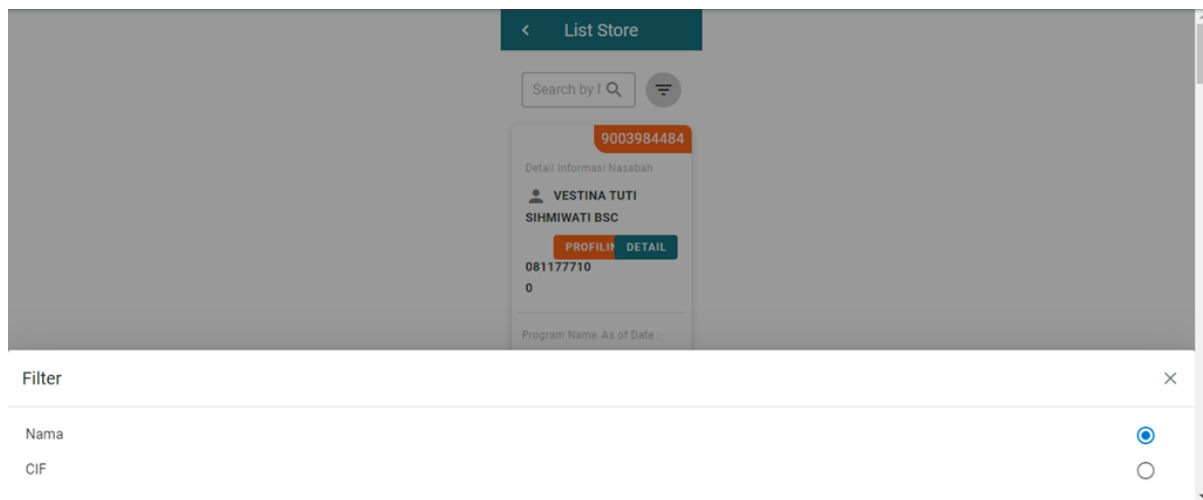 List Store
Search by
9003984484
Detail Informasi Nasabah
VESTINA TUTI
SIHMIWATI BSC
PROFILIN DETAIL
081177710
0
Program Name As of Date :
Filter
Nama
CIF